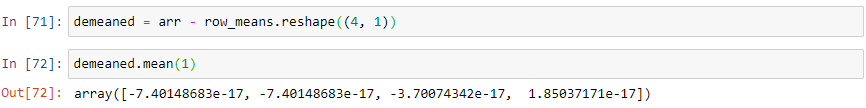 In [71]: demeaned = arr - row_means.reshape((4, 1))
In [72]: demeaned.mean(1)
Out[72]: array([-7.40148683e-17, -7.40148683e-17, -3.70074342e-17,  1.85037171e-17])